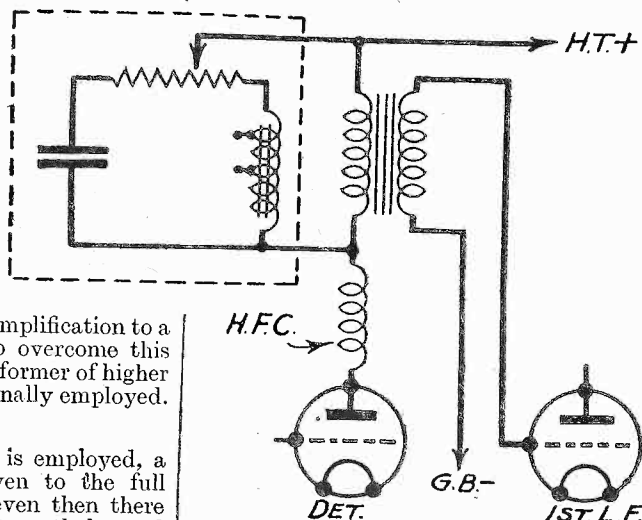 H.T.+
H.F.C.
G.B.-
DET.
1ST L.F.
mplification to a
o overcome this
former of higher
nally employed.
is employed, a
ven to the full
even then there